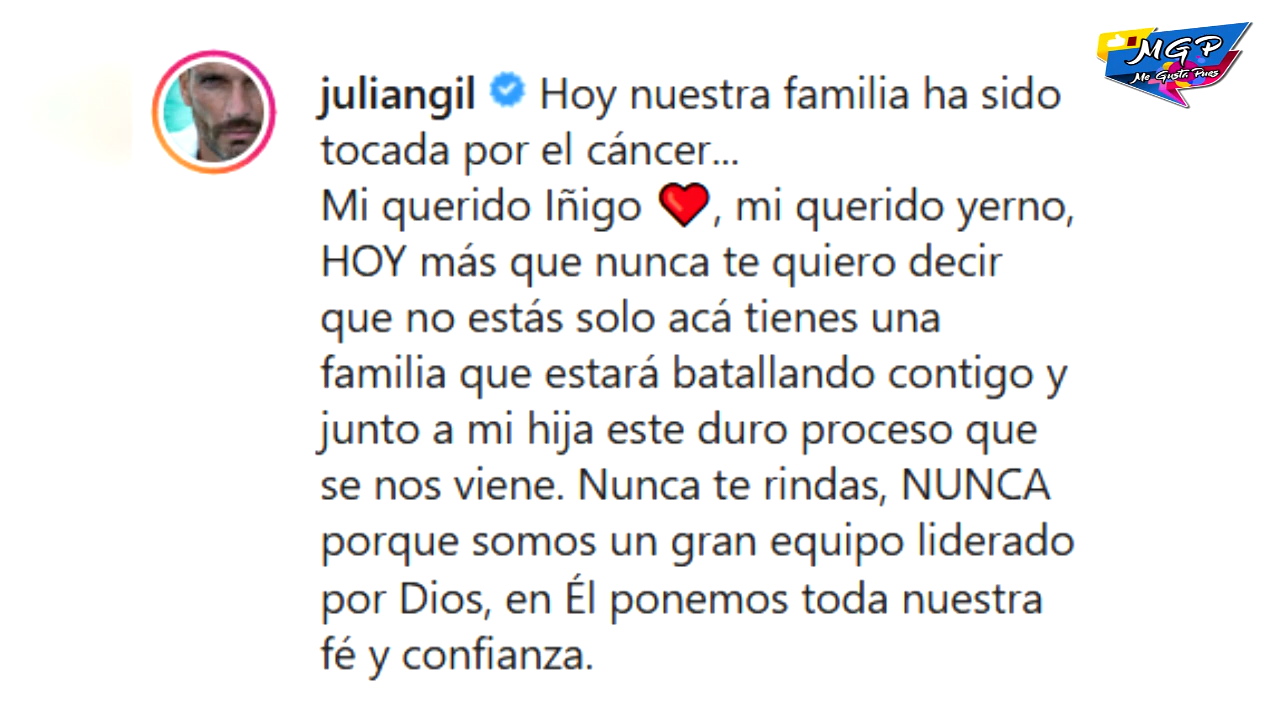 MGP
Me Gusta Pues
juliangil Hoy nuestra familia ha sido
tocada por el cáncer...
Mi querido Iñigo ❤️, mi querido yerno,
HOY más que nunca te quiero decir
que no estás solo acá tienes una
familia que estará batallando contigo y
junto a mi hija este duro proceso que
se nos viene. Nunca te rindas, NUNCA
porque somos un gran equipo liderado
por Dios, en Él ponemos toda nuestra
fé y confianza.